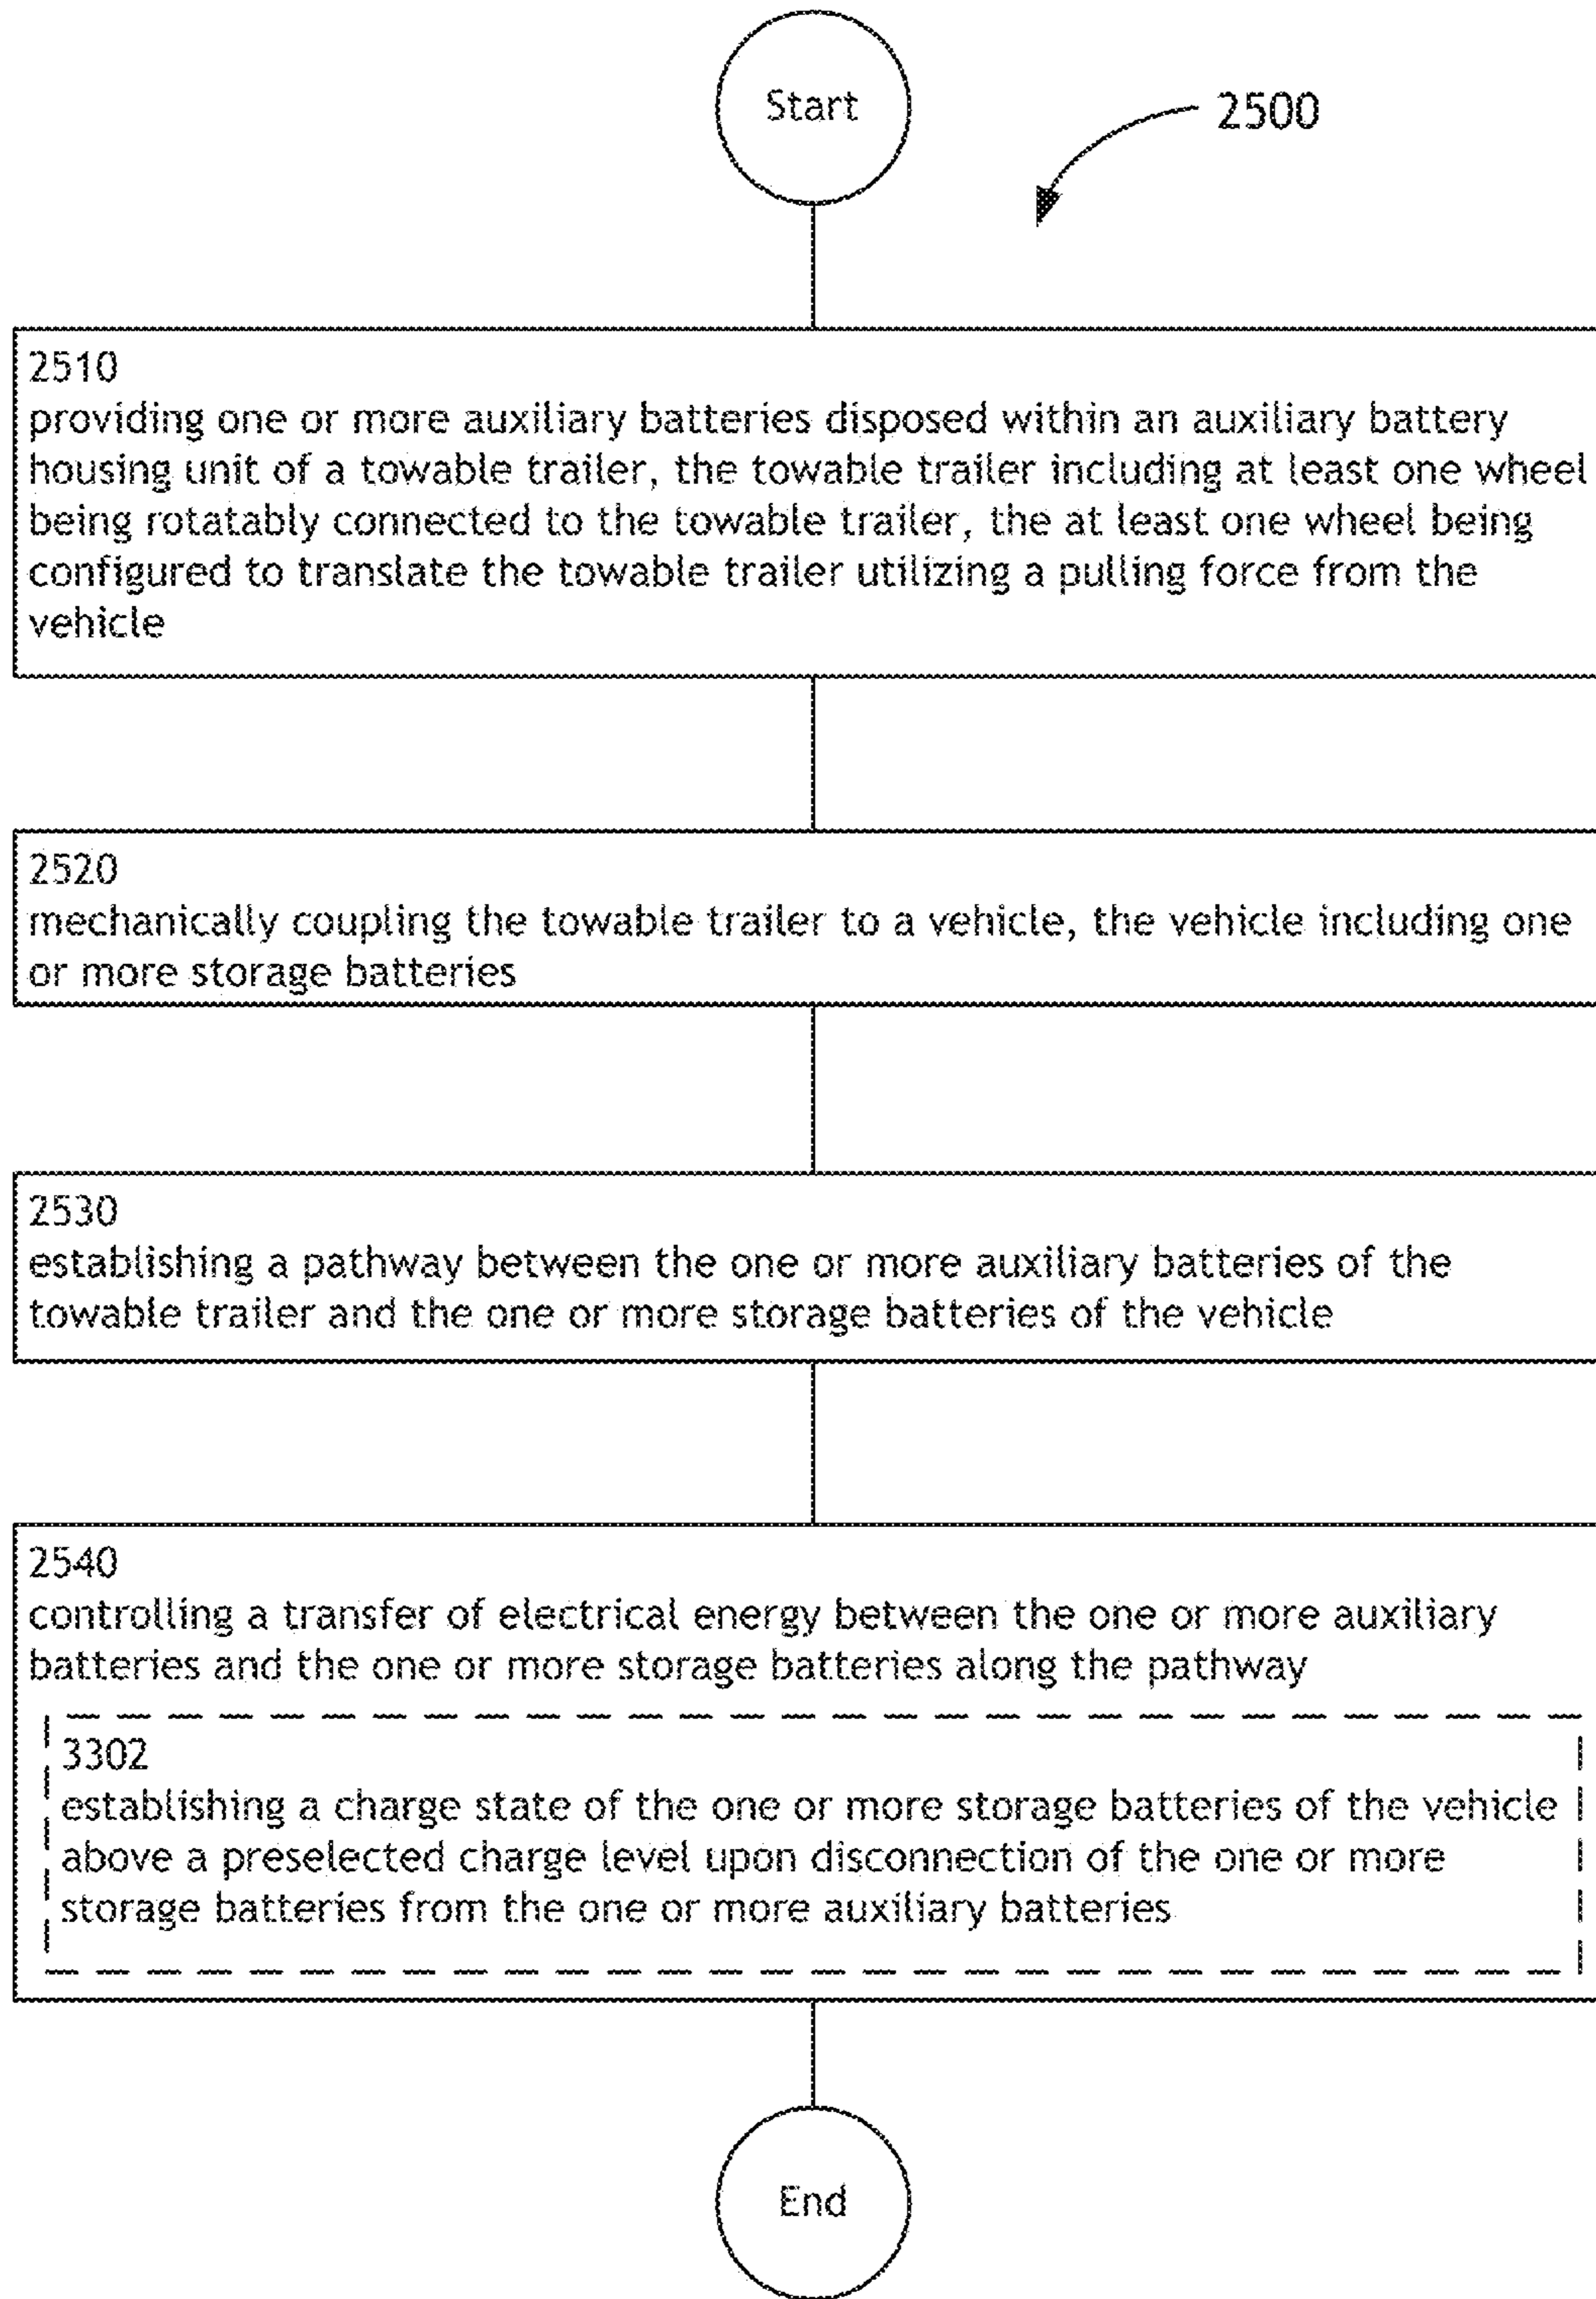 Start
2500
2510
providing one or more auxiliary batteries disposed within an auxiliary battery
housing unit of a towable trailer, the towable trailer including at least one wheel
being rotatably connected to the towable trailer, the at least one wheel being
configured to translate the towable trailer utilizing a pulling force from the
vehicle
2520
mechanically coupling the towable trailer to a vehicle, the vehicle including one
or more storage batteries
2530
establishing a pathway between the one or more auxiliary batteries of the
towable trailer and the one or more storage batteries of the vehicle
2540
controlling a transfer of electrical energy between the one or more auxiliary
batteries and the one or more storage batteries along the pathway
3302
establishing a charge state of the one or more storage batteries of the vehicle
above a preselected charge level upon disconnection of the one or more
storage batteries from the one or more auxiliary batteries
End